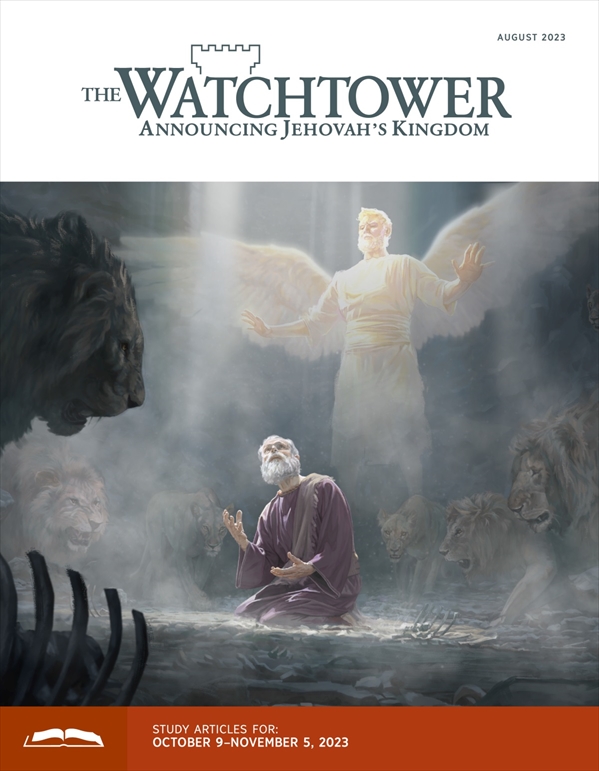 AUGUST 2023
THE WATCHTOWER
ANNOUNCING JEHOVAH'S KINGDOM
STUDY ARTICLES FOR:
OCTOBER 9–NOVEMBER 5, 2023